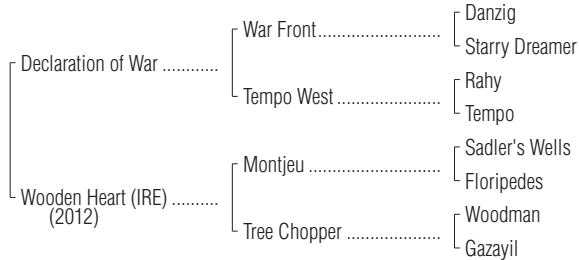 Danzig
War Front
Starry Dreamer
Declaration of War
Rahy
Tempo West
Tempo
Sadler's Wells
Montjeu
Floripedes
Wooden Heart (IRE)
(2012)
Woodman
Tree Chopper
Gazayil